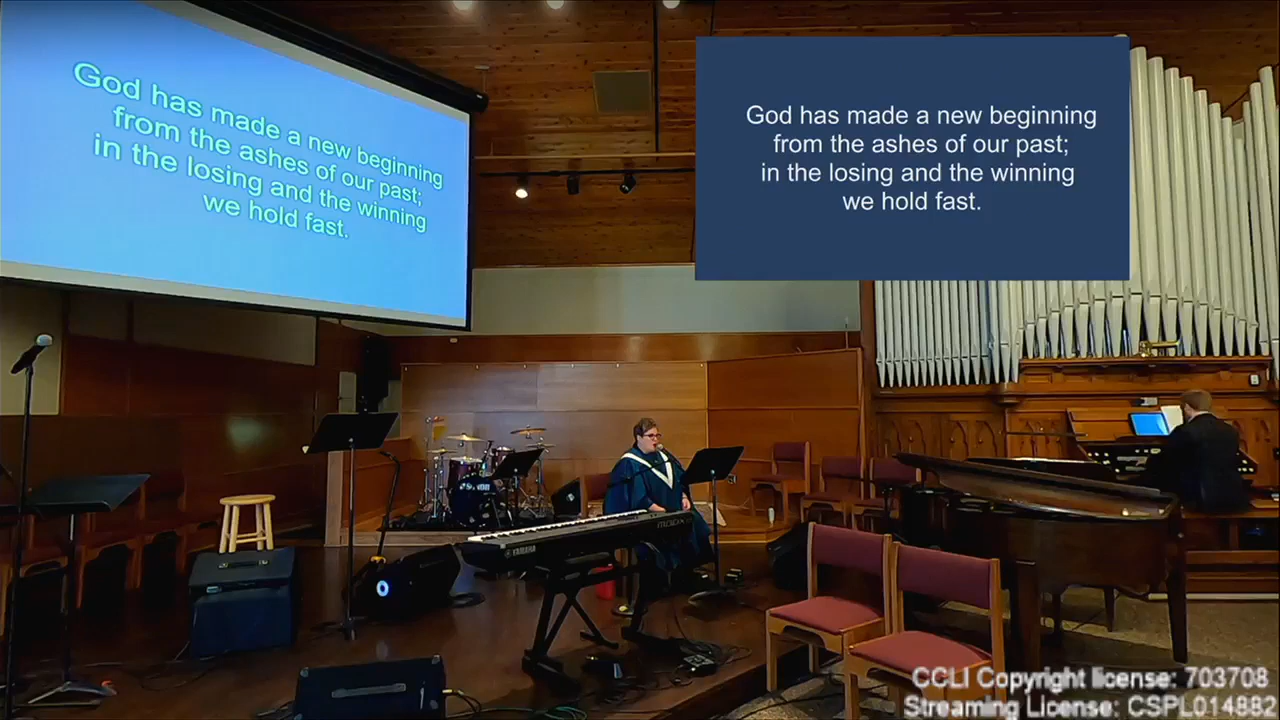 God has made a new beginning
from the ashes of our past;
in the losing and the winning
we hold fast.
God has made a new beginning
from the ashes of our past;
in the losing and the winning
we hold fast.
YAMAHA
CCLI Copyright license: 703708
Streaming License: CSPL014882